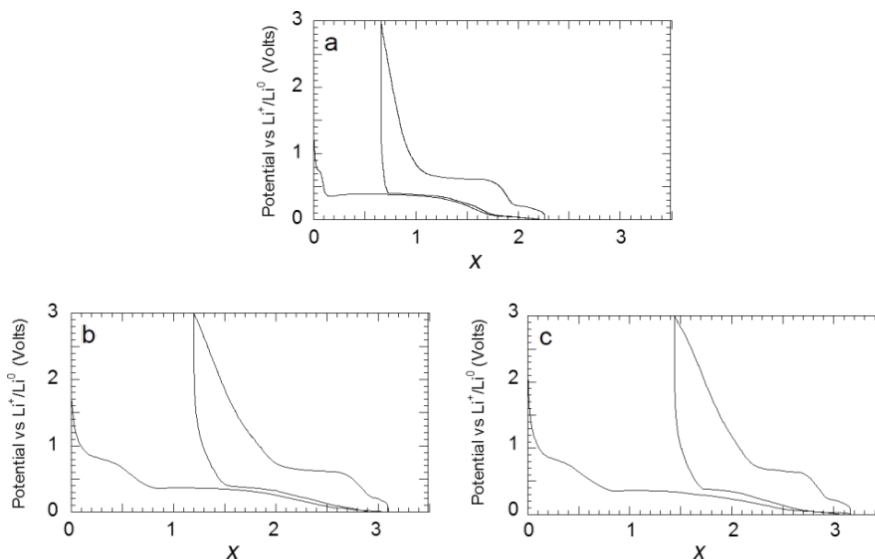 a
Potential vs Li⁺/Li⁰ (Volts)
3
2
1
0
0 1 2 3
x
b
Potential vs Li⁺/Li⁰ (Volts)
3
2
1
0
0 1 2 3
x
c
Potential vs Li⁺/Li⁰ (Volts)
3
2
1
0
0 1 2 3
x